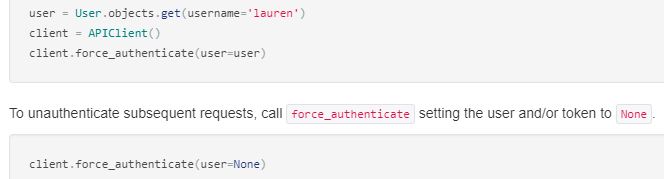 user = User.objects.get(username='lauren')
client = APIClient()
client.force_authenticate(user=user)
To unauthenticate subsequent requests, call force_authenticate setting the user and/or token to None.
client.force_authenticate(user=None)